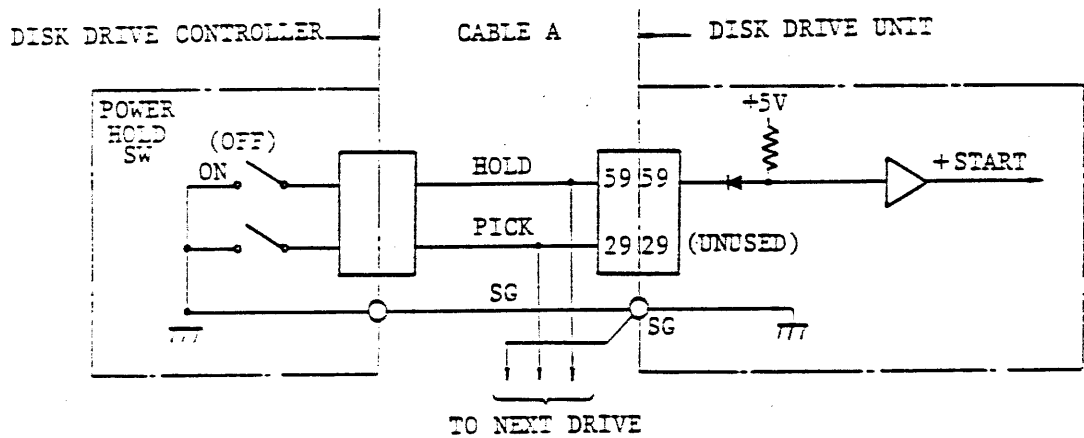 DISK DRIVE CONTROLLER
CABLE A
DISK DRIVE UNIT
POWER
HOLD
SW
(OFF)
ON
HOLD
59 59
+5V
+START
PICK
29 29
(UNUSED)
SG
SG
TO NEXT DRIVE